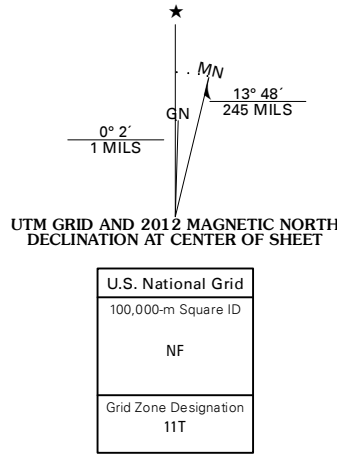 ★
MN
GN
13° 48´
245 MILS
0° 2´
1 MILS
UTM GRID AND 2012 MAGNETIC NORTH
DECLINATION AT CENTER OF SHEET
U.S. National Grid
100,000-m Square ID
NF
Grid Zone Designation
11T